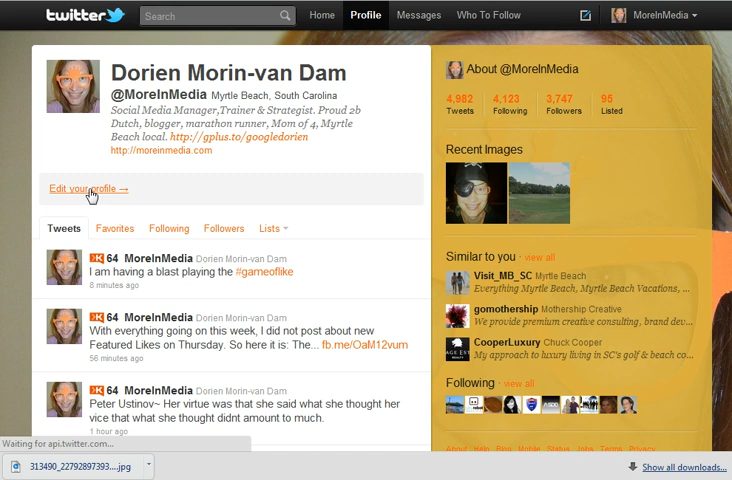 twitter Search Home Profile Messages Who To Follow MoreInMedia
Dorien Morin-van Dam
@MoreInMedia Myrtle Beach, South Carolina
Social Media Manager,Trainer & Strategist. Proud 2b
Dutch, blogger, marathon runner, Mom of 4, Myrtle
Beach local. http://gplus.to/googledorien
http://moreinmedia.com
Edit your profile →
Tweets Favorites Following Followers Lists
64 MoreInMedia Dorien Morin-van Dam
I am having a blast playing the #gameoflike
8 minutes ago
64 MoreInMedia Dorien Morin-van Dam
With everything going on this week, I did not post about new
Featured Likes on Thursday. So here it is: The... fb.me/OaM12vum
56 minutes ago
64 MoreInMedia Dorien Morin-van Dam
Peter Ustinov~ Her virtue was that she said what she thought her
vice that what she thought didnt amount to much.
1 hour ago
About @MoreInMedia
4,982 4,123 3,747 95
Tweets Following Followers Listed
Recent Images
Similar to you · view all
Visit_MB_SC Myrtle Beach
Everything Myrtle Beach, Myrtle Beach Vacations, ...
gomothership Mothership Creative
We provide premium creative consulting, brand dev...
CooperLuxury Chuck Cooper
My approach to luxury living in SC's golf & beach co...
Following · view all
About Help Blog Mobile Status Jobs Terms Privacy
Waiting for api.twitter.com...
313490_22792897393....jpg
Show all downloads...